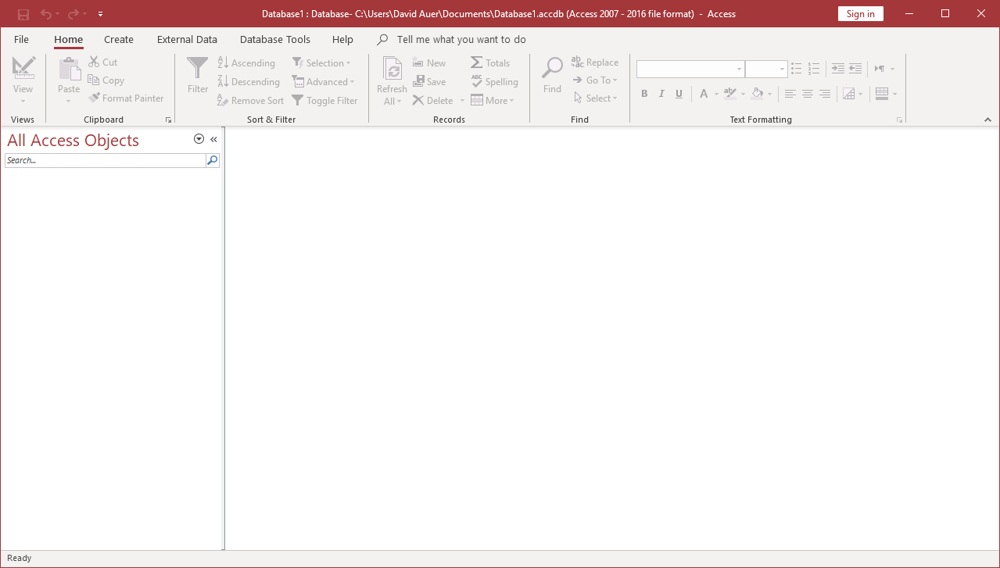 Database1 : Database- C:\Users\David Auer\Documents\Database1.accdb (Access 2007 - 2016 file format) - Access
Sign in
File Home Create External Data Database Tools Help Tell me what you want to do
View
Views
Paste
Cut
Copy
Format Painter
Clipboard
Filter
Ascending
Descending
Remove Sort
Selection
Advanced
Toggle Filter
Sort & Filter
Refresh
All
New
Save
Delete
Totals
Spelling
More
Records
Find
Replace
Go To
Select
Find
B I U A
Text Formatting
All Access Objects
Search...
Ready